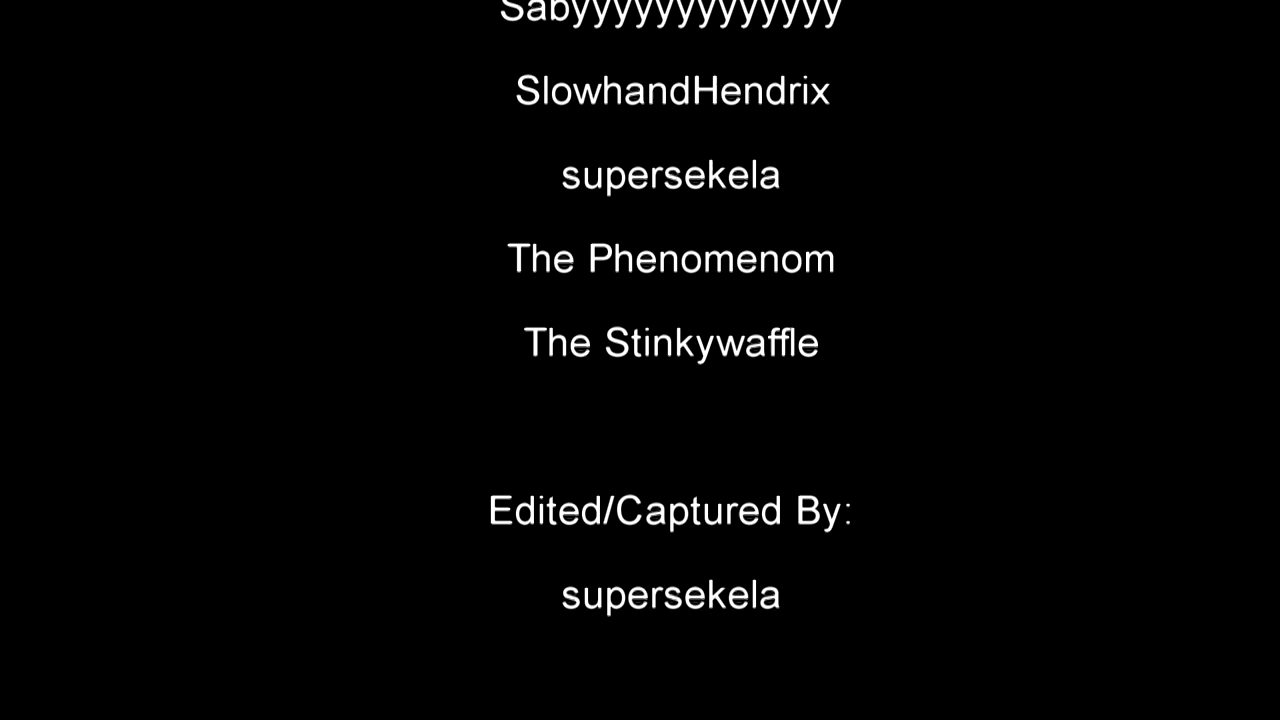 Sabyyyyyyyyyyyyy
SlowhandHendrix
supersekela
The Phenomenom
The Stinkywaffle
Edited/Captured By:
supersekela